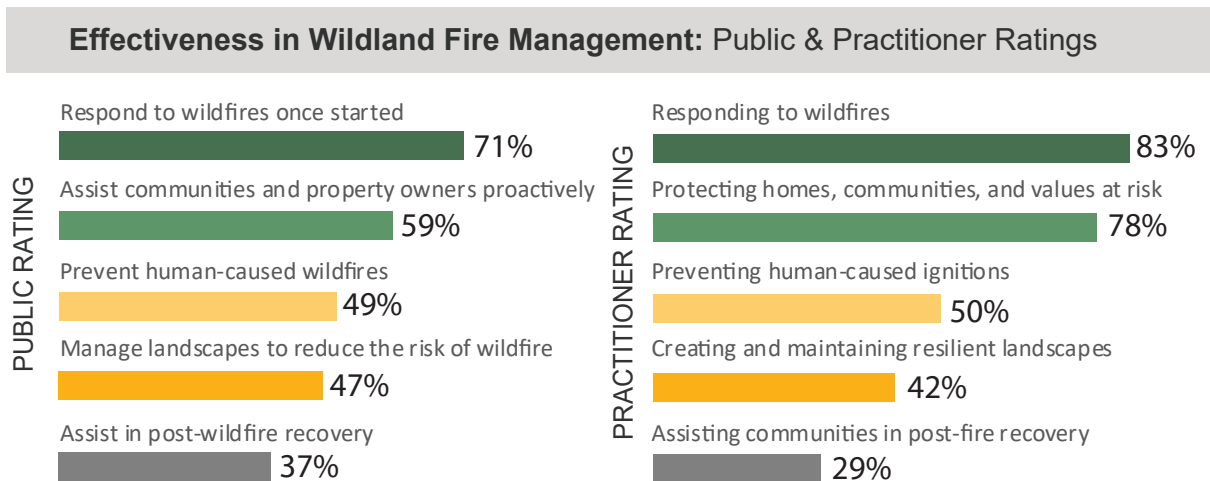 Effectiveness in Wildland Fire Management: Public & Practitioner Ratings
PUBLIC RATING
Respond to wildfires once started
71%
Assist communities and property owners proactively
59%
Prevent human-caused wildfires
49%
Manage landscapes to reduce the risk of wildfire
47%
Assist in post-wildfire recovery
37%
PRACTITIONER RATING
Responding to wildfires
83%
Protecting homes, communities, and values at risk
78%
Preventing human-caused ignitions
50%
Creating and maintaining resilient landscapes
42%
Assisting communities in post-fire recovery
29%